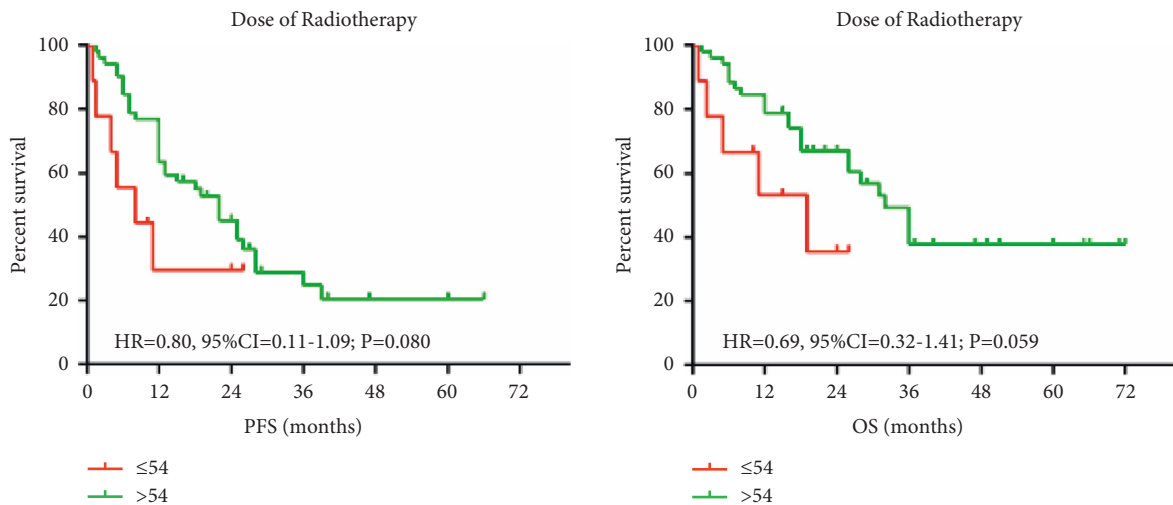 Dose of Radiotherapy
100
80
60
40
20
0
Percent survival
HR=0.80, 95%CI=0.11-1.09; P=0.080
0 12 24 36 48 60 72
PFS (months)
≤54
>54
Dose of Radiotherapy
100
80
60
40
20
0
Percent survival
HR=0.69, 95%CI=0.32-1.41; P=0.059
0 12 24 36 48 60 72
OS (months)
≤54
>54